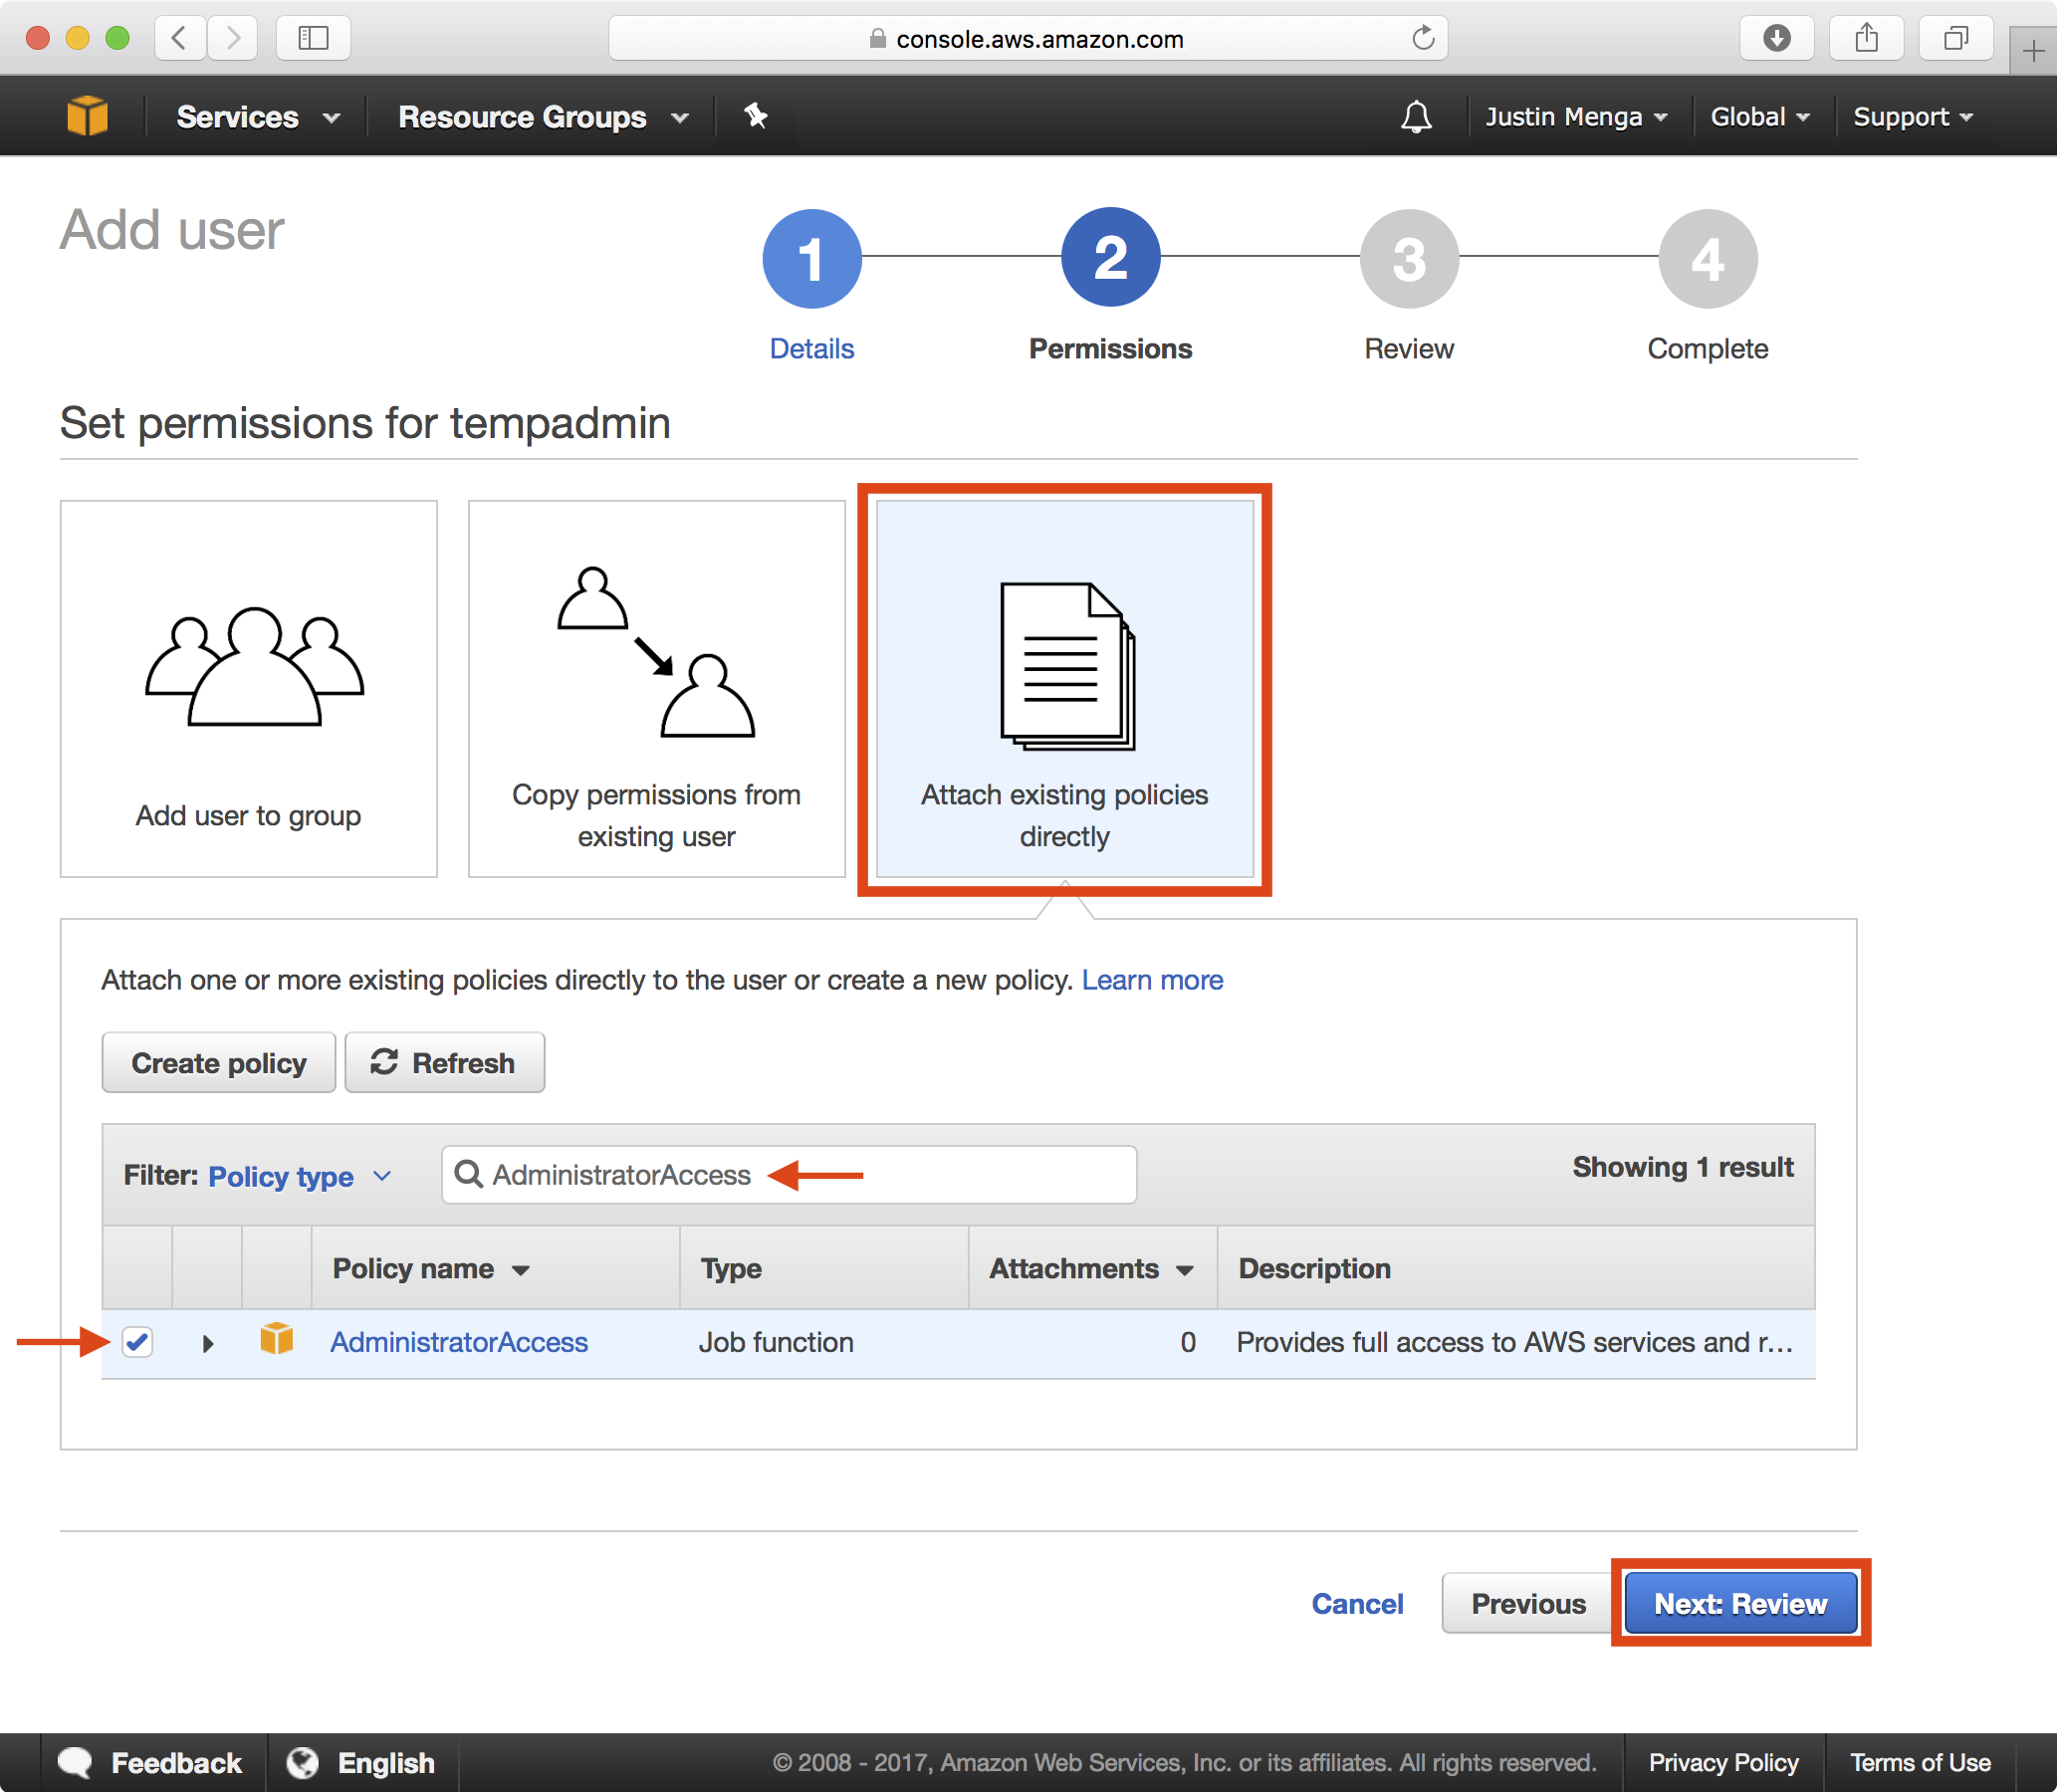 console.aws.amazon.com
Services
Resource Groups
Justin Menga
Global
Support
Add user
1
2
3
4
Details
Permissions
Review
Complete
Set permissions for tempadmin
Add user to group
Copy permissions from
existing user
Attach existing policies
directly
Attach one or more existing policies directly to the user or create a new policy. Learn more
Create policy
Refresh
Filter: Policy type
AdministratorAccess
Showing 1 result
Policy name
Type
Attachments
Description
AdministratorAccess
Job function
0
Provides full access to AWS services and r...
Cancel
Previous
Next: Review
Feedback
English
© 2008 - 2017, Amazon Web Services, Inc. or its affiliates. All rights reserved.
Privacy Policy
Terms of Use